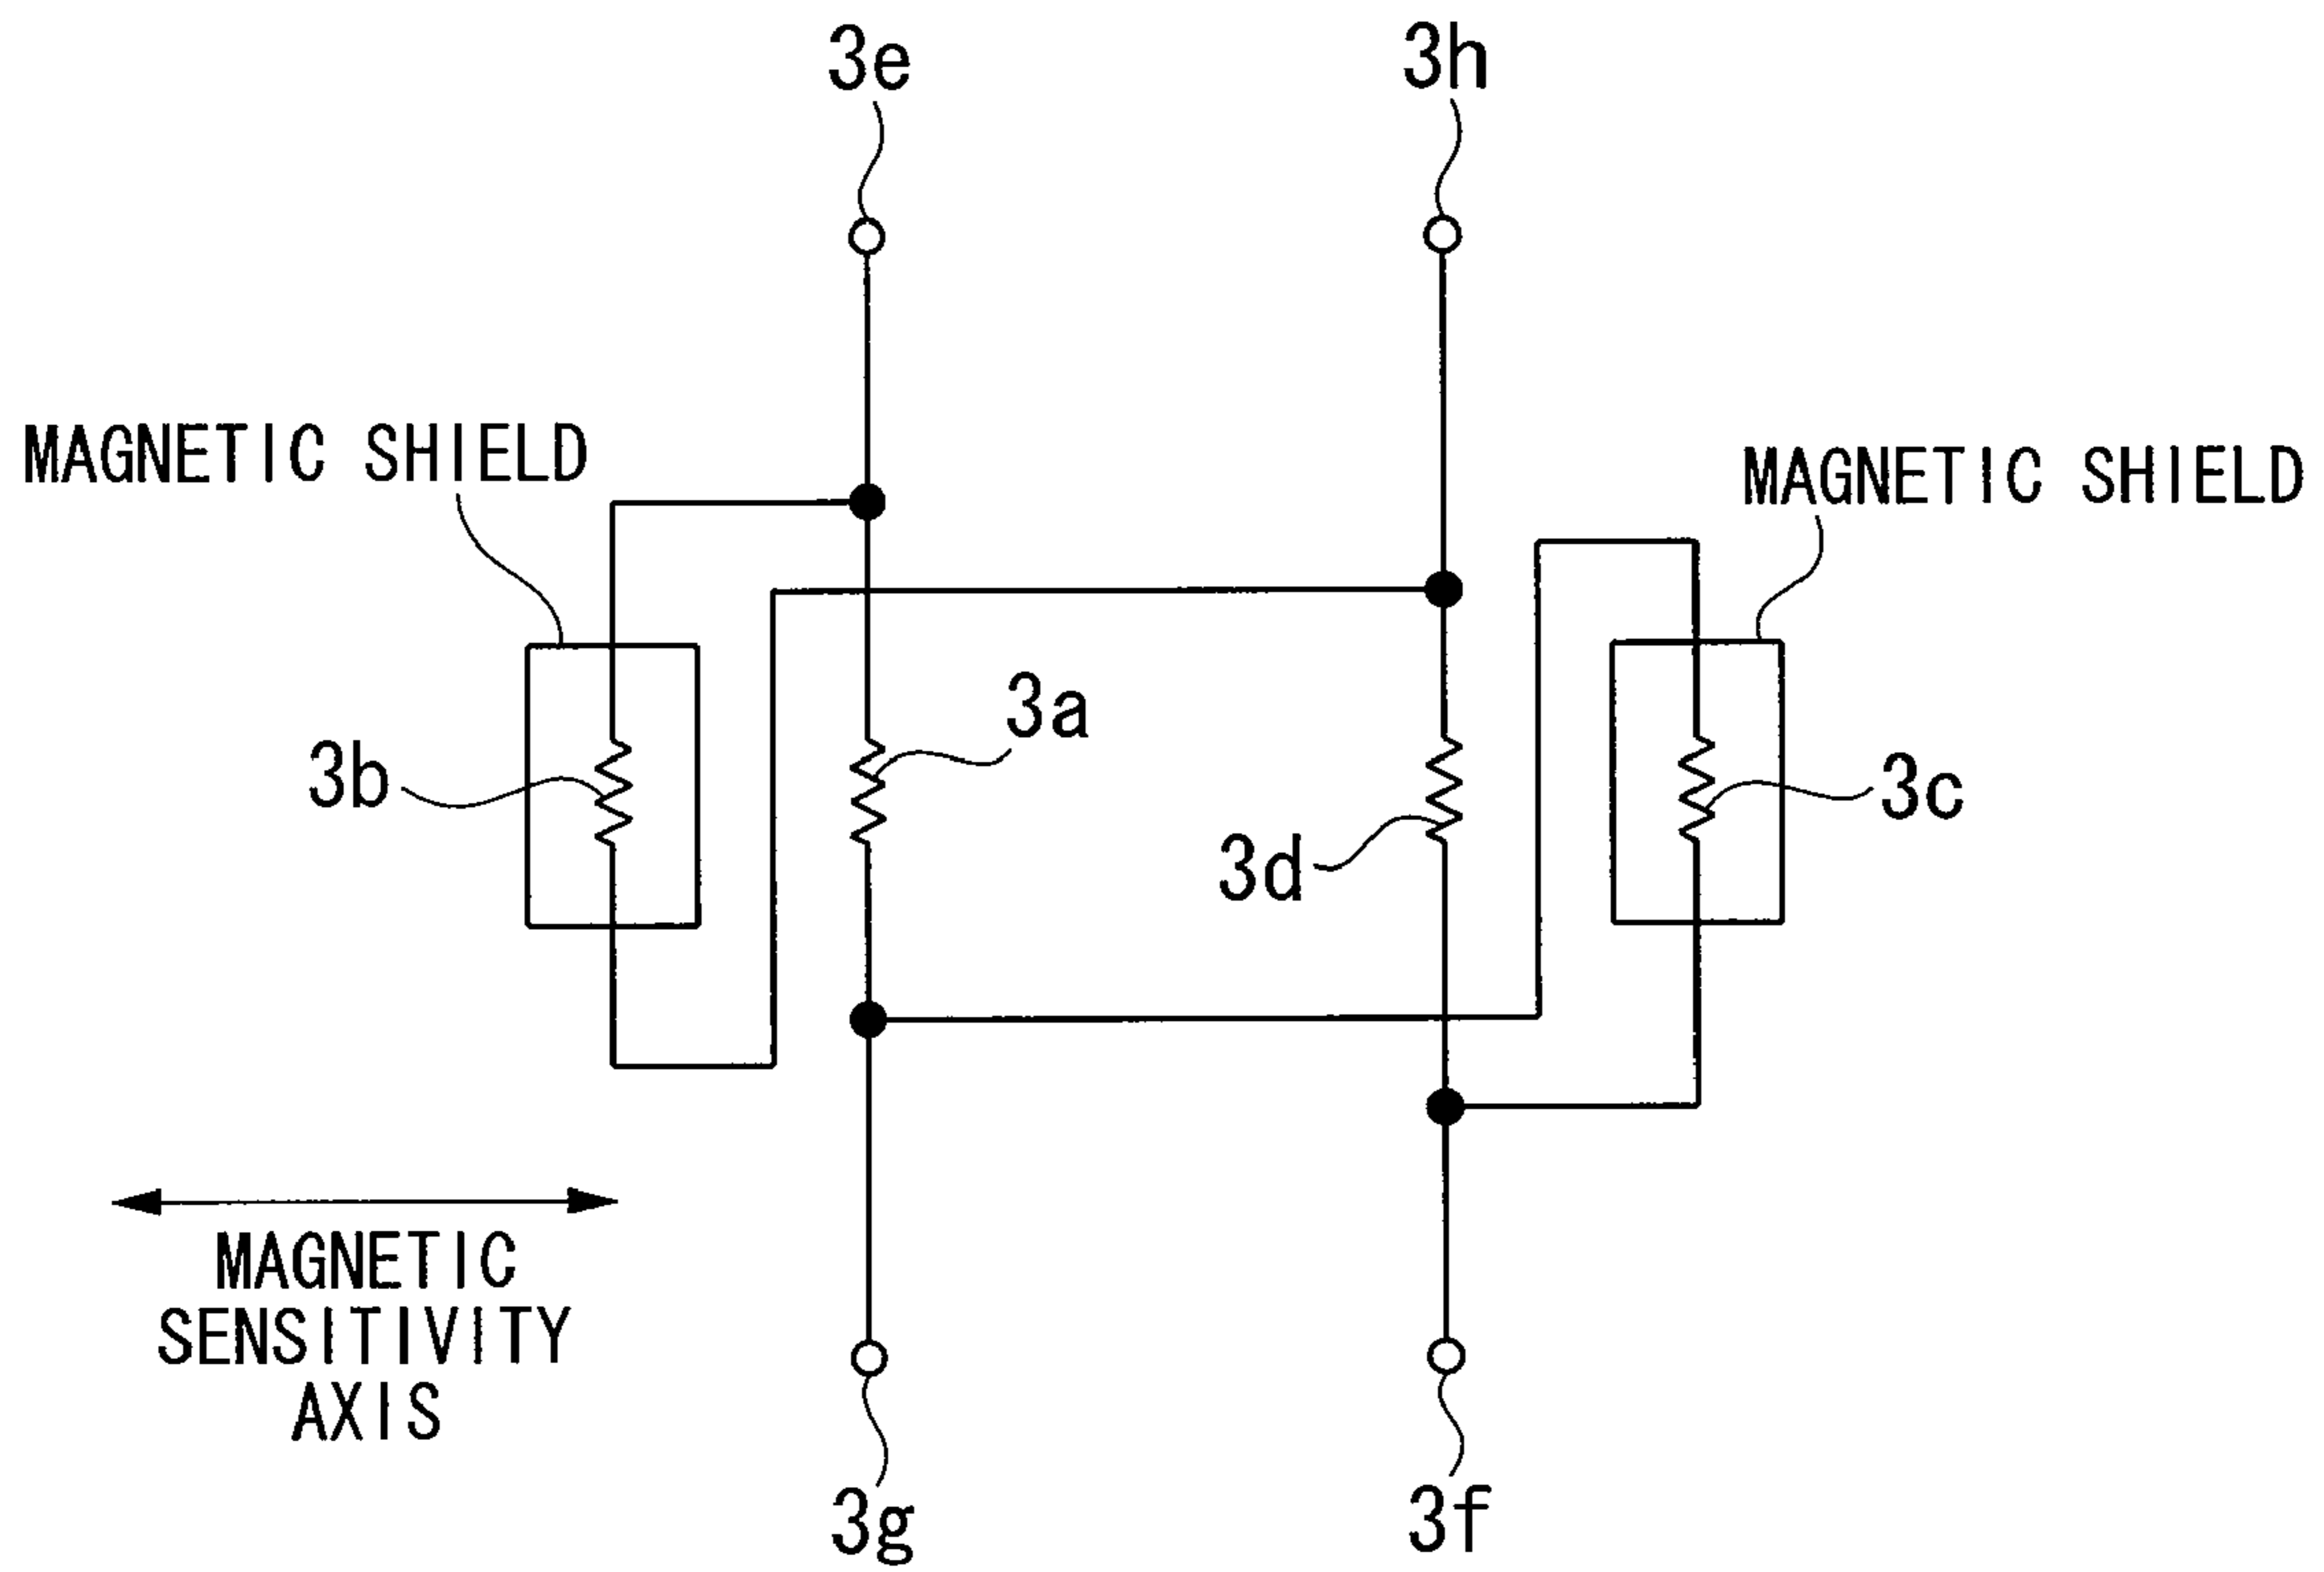 3e
3h
MAGNETIC SHIELD
MAGNETIC SHIELD
3a
3b
3c
3d
MAGNETIC
SENSITIVITY
AXIS
3g
3f